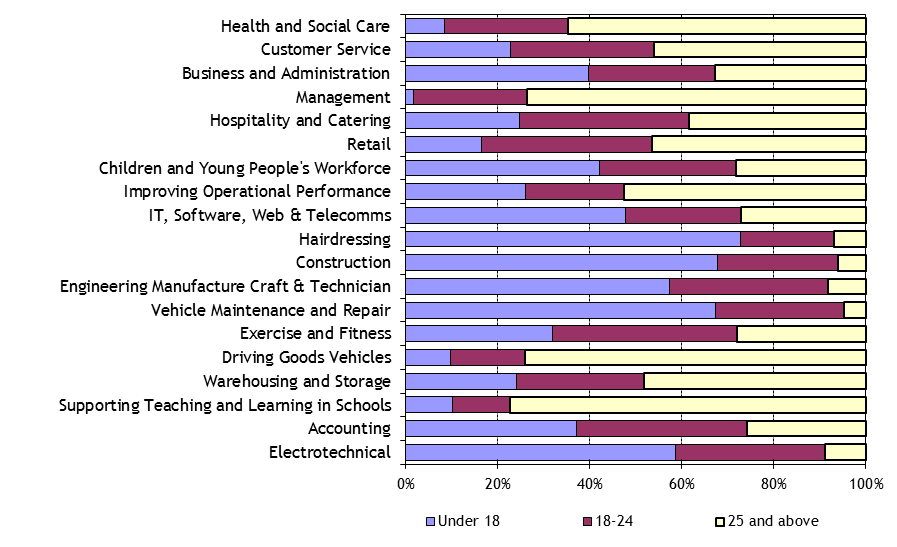 Health and Social Care
Customer Service
Business and Administration
Management
Hospitality and Catering
Retail
Children and Young People's Workforce
Improving Operational Performance
IT, Software, Web & Telecomms
Hairdressing
Construction
Engineering Manufacture Craft & Technician
Vehicle Maintenance and Repair
Exercise and Fitness
Driving Goods Vehicles
Warehousing and Storage
Supporting Teaching and Learning in Schools
Accounting
Electrotechnical
0% 20% 40% 60% 80% 100%
Under 18 18-24 25 and above